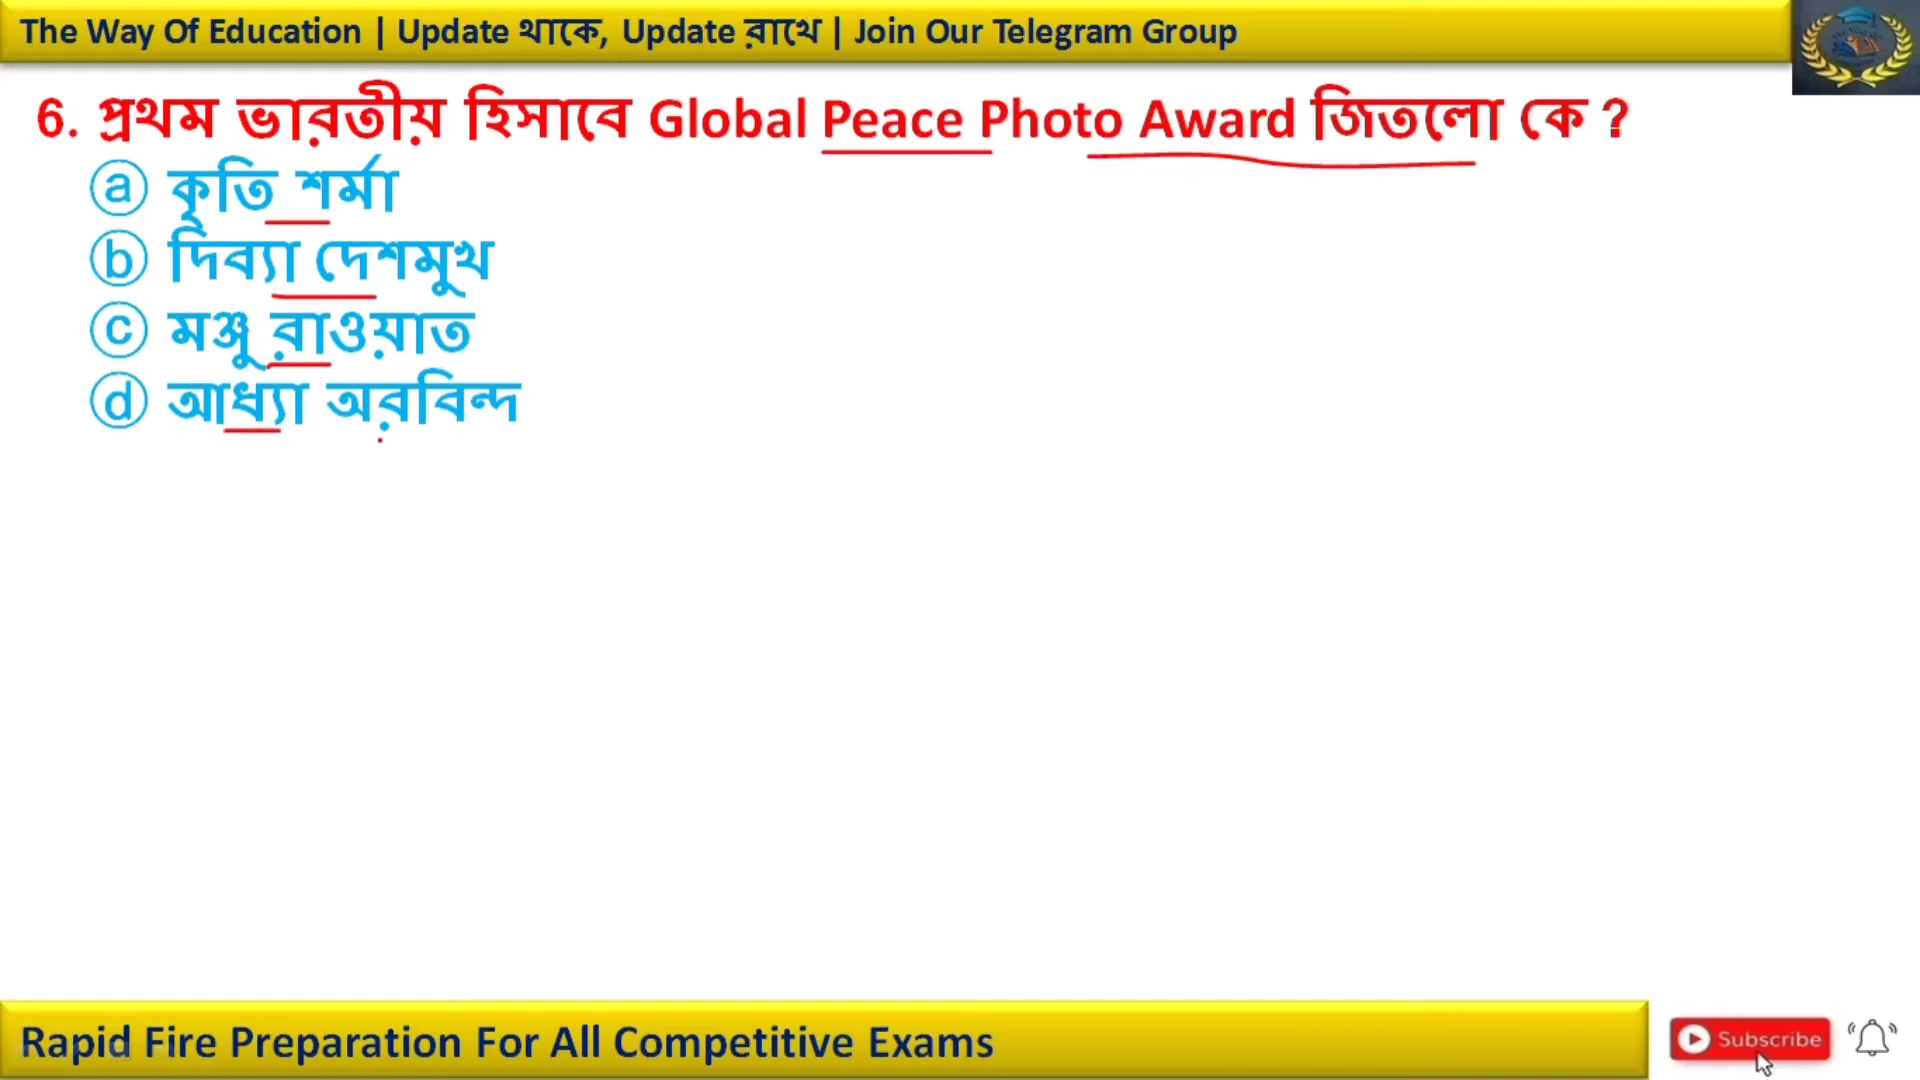 The Way Of Education | Update থাকে, Update রাখে | Join Our Telegram Group
6. প্রথম ভারতীয় হিসাবে Global Peace Photo Award জিতলো কে ?
ⓐ কৃতি শর্মা
ⓑ দিব্যা দেশমুখ
ⓒ মঞ্জু রাওয়াত
ⓓ আধ্যা অরবিন্দ
Rapid Fire Preparation For All Competitive Exams
Subscribe